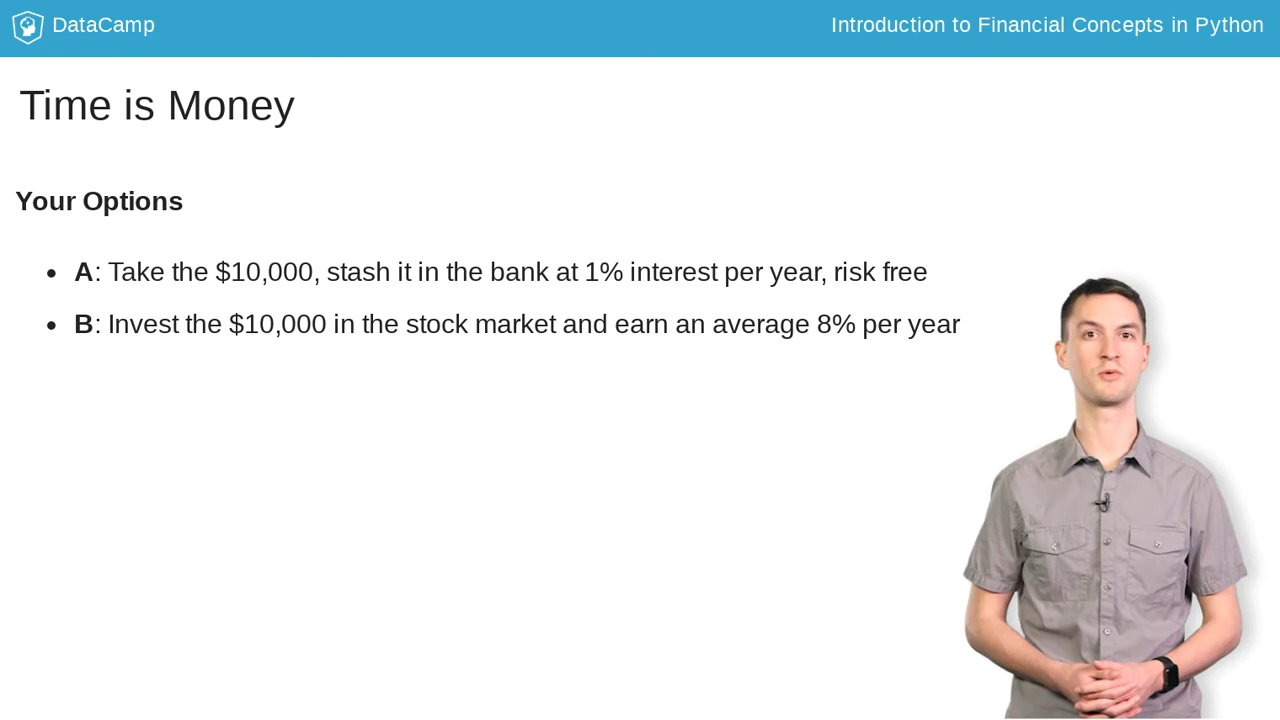 DataCamp
Introduction to Financial Concepts in Python
Time is Money
Your Options
• A: Take the $10,000, stash it in the bank at 1% interest per year, risk free
• B: Invest the $10,000 in the stock market and earn an average 8% per year